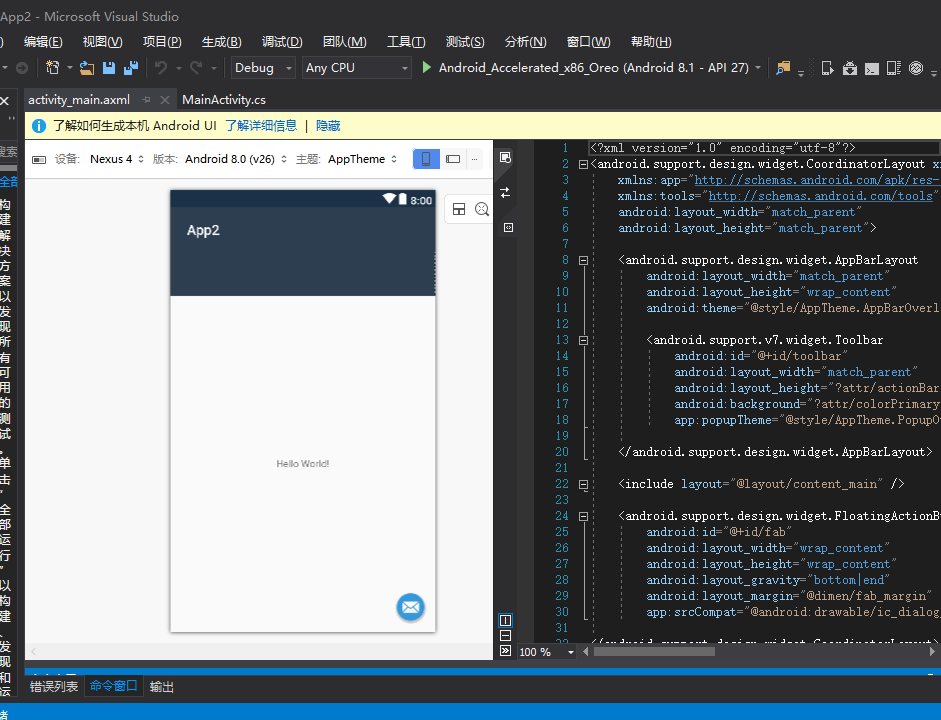 App2 - Microsoft Visual Studio
) 编辑(E) 视图(V) 项目(P) 生成(B) 调试(D) 团队(M) 工具(T) 测试(S) 分析(N) 窗口(W) 帮助(H)
Debug Any CPU Android_Accelerated_x86_Oreo (Android 8.1 - API 27)
activity_main.axml MainActivity.cs
了解如何生成本机 Android UI 了解详细信息 | 隐藏
设备: Nexus 4 版本: Android 8.0 (v26) 主题: AppTheme
搜索
全部
构
建
解
决
方
案
以
发
现
所
有
可
用
的
测
试
。
单
击
"
全
部
运
行
"
以
构
建
、
发
现
和
运
8:00
App2
Hello World!
1 <?xml version="1.0" encoding="utf-8"?>
2 <android.support.design.widget.CoordinatorLayout x
3 xmlns:app="http://schemas.android.com/apk/res-
4 xmlns:tools="http://schemas.android.com/tools"
5 android:layout_width="match_parent"
6 android:layout_height="match_parent">
7
8 <android.support.design.widget.AppBarLayout
9 android:layout_width="match_parent"
10 android:layout_height="wrap_content"
11 android:theme="@style/AppTheme.AppBarOverl
12
13 <android.support.v7.widget.Toolbar
14 android:id="@+id/toolbar"
15 android:layout_width="match_parent"
16 android:layout_height="?attr/actionBar
17 android:background="?attr/colorPrimary
18 app:popupTheme="@style/AppTheme.PopupO
19
20 </android.support.design.widget.AppBarLayout>
21
22 <include layout="@layout/content_main" />
23
24 <android.support.design.widget.FloatingActionB
25 android:id="@+id/fab"
26 android:layout_width="wrap_content"
27 android:layout_height="wrap_content"
28 android:layout_gravity="bottom|end"
29 android:layout_margin="@dimen/fab_margin"
30 app:srcCompat="@android:drawable/ic_dialog_
31
32 </android.support.design.widget.CoordinatorLayout>
100 %
错误列表 命令窗口 输出